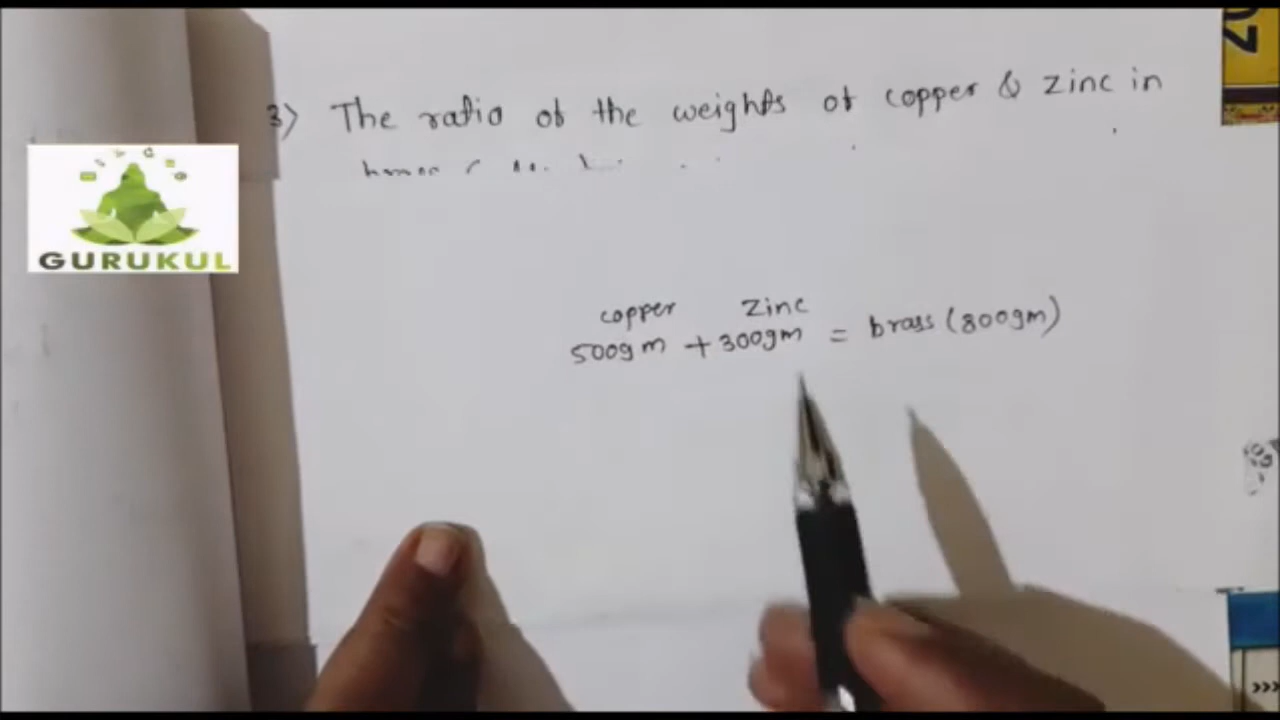 3) The ratio of the weights of copper & zinc in
GURUKUL
copper zinc
500gm + 300gm = brass (800gm)
>>>